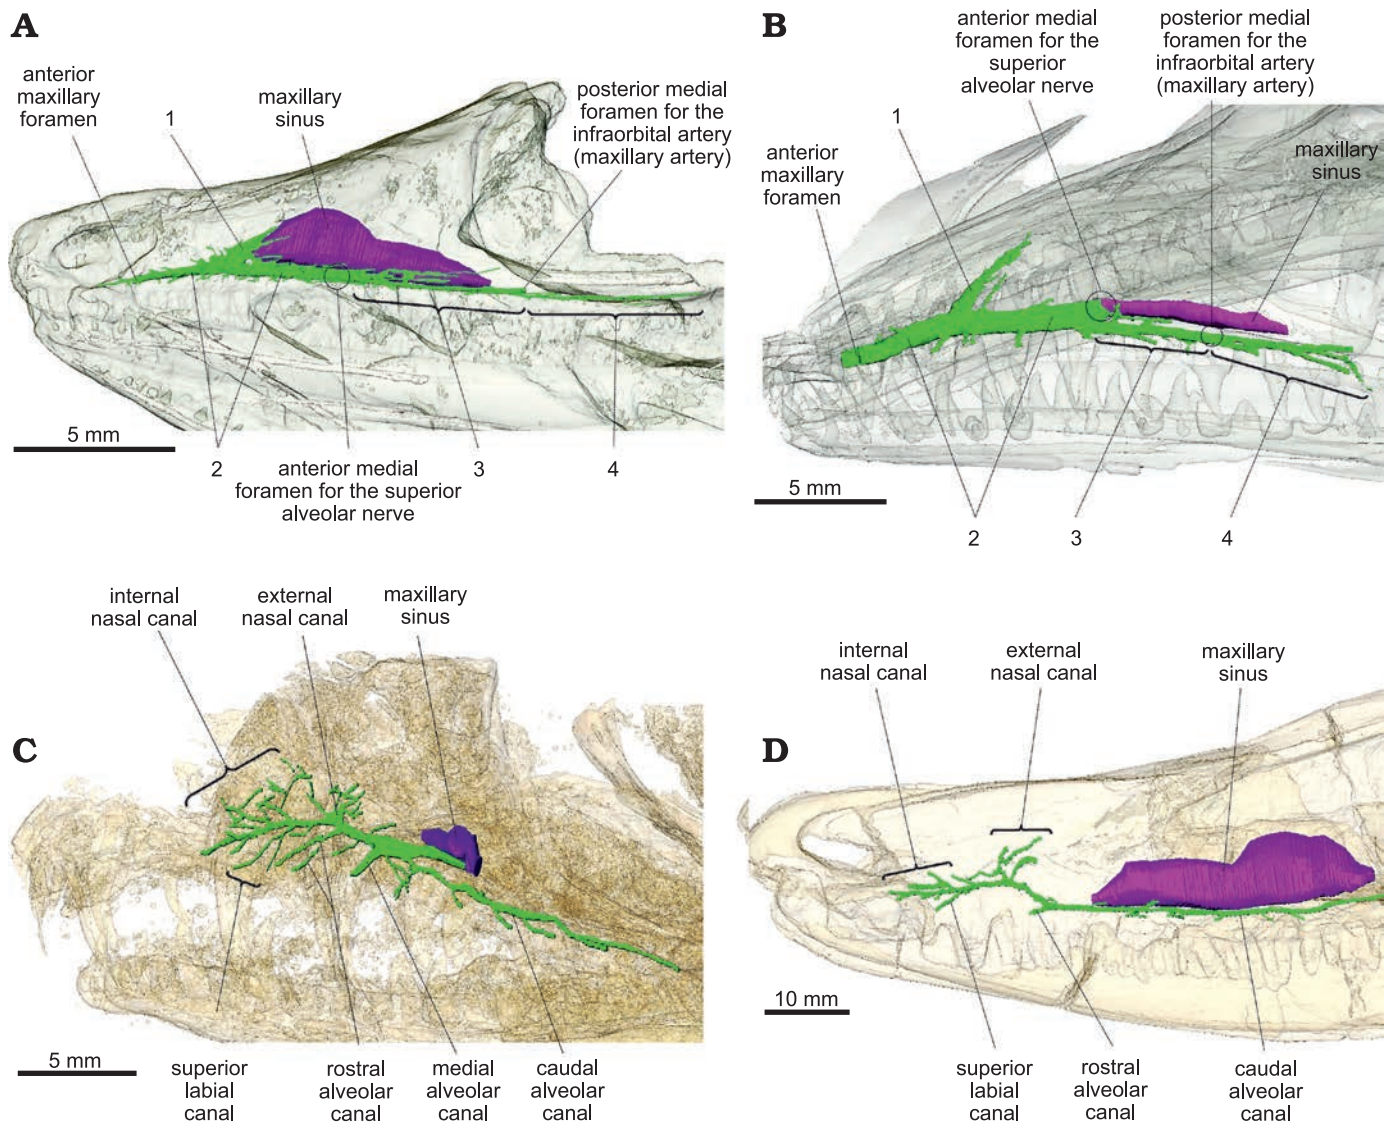 A
anterior
maxillary
foramen
1
maxillary
sinus
posterior medial
foramen for the
infraorbital artery
(maxillary artery)
5 mm
2
anterior medial
foramen for the superior
alveolar nerve
3
4
B
anterior medial
foramen for the
superior
alveolar nerve
posterior medial
foramen for the
infraorbital artery
(maxillary artery)
1
anterior
maxillary
foramen
maxillary
sinus
5 mm
2
3
4
C
internal
nasal canal
external
nasal canal
maxillary
sinus
5 mm
superior
labial
canal
rostral
alveolar
canal
medial
alveolar
canal
caudal
alveolar
canal
D
internal
nasal canal
external
nasal canal
maxillary
sinus
10 mm
superior
labial
canal
rostral
alveolar
canal
caudal
alveolar
canal